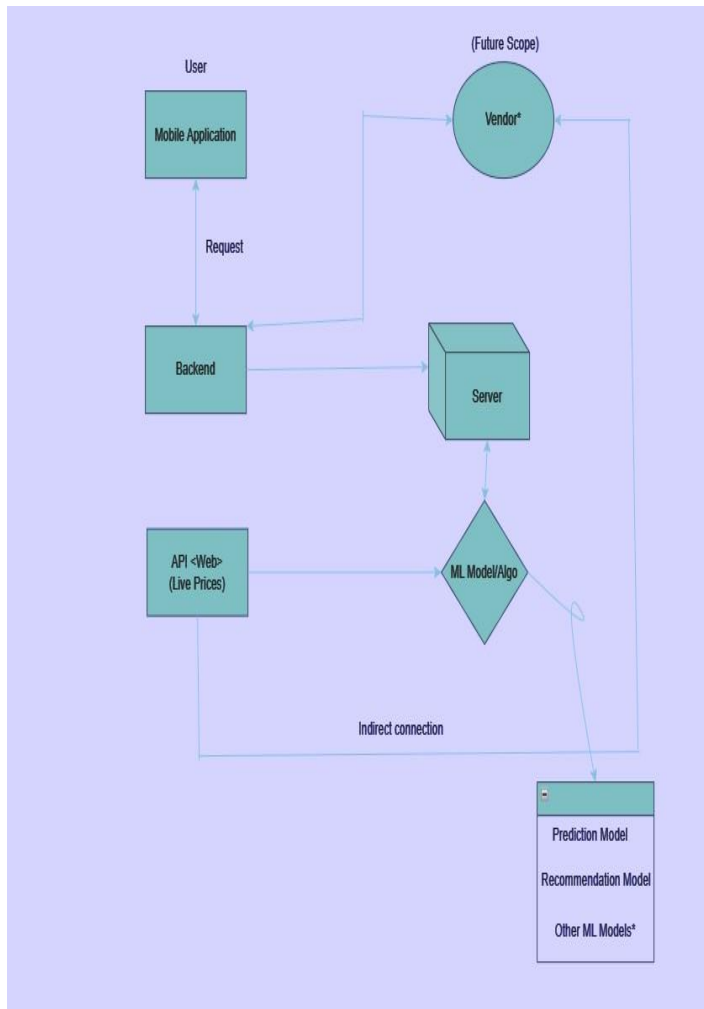 (Future Scope)
User
Mobile Application
Vendor*
Request
Backend
Server
API <Web>
(Live Prices)
ML Model/Algo
Indirect connection
Prediction Model
Recommendation Model
Other ML Models*